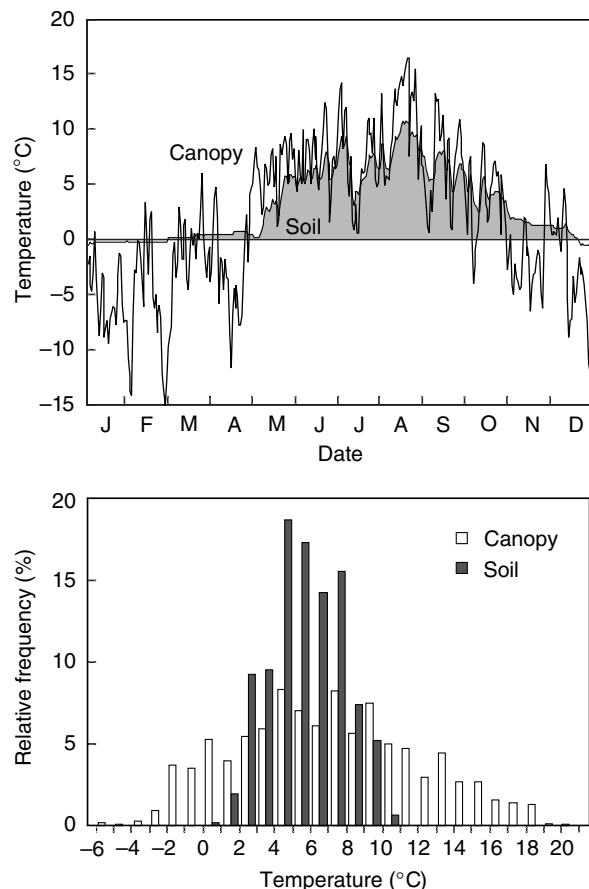 20
15
10
5
0
−5
−10
−15
Temperature (°C)
Canopy
Soil
J F M A M J J A S O N D
Date
20
15
10
5
0
Relative frequency (%)
Canopy
Soil
−6 −4 −2 0 2 4 6 8 10 12 14 16 18 20
Temperature (°C)